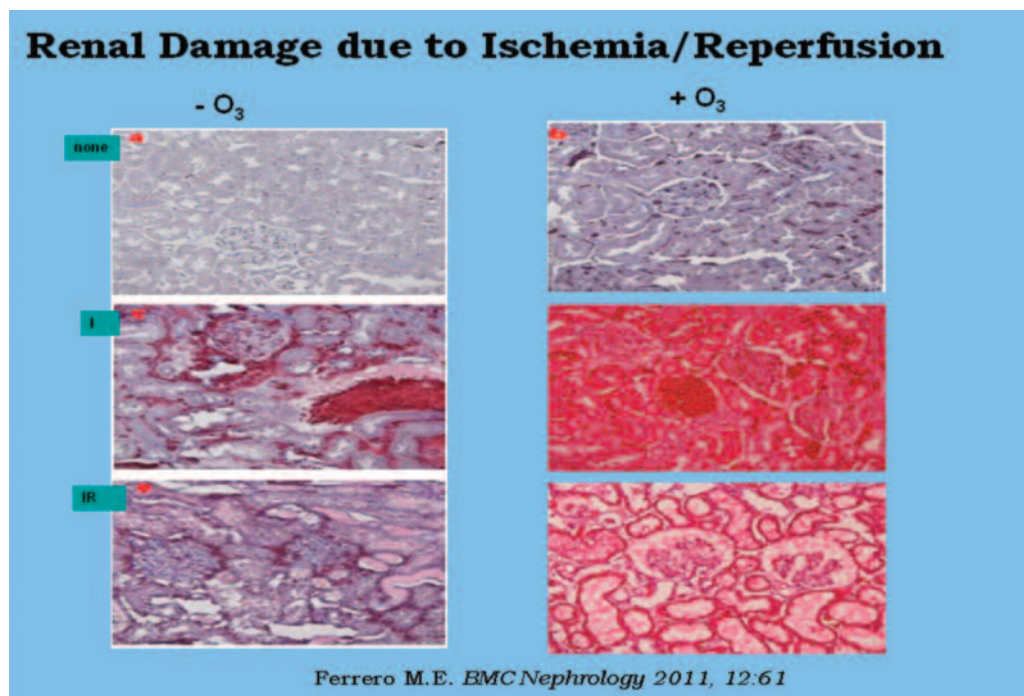 Renal Damage due to Ischemia/Reperfusion
- O₃
+ O₃
none
I
IR
Ferrero M.E. BMC Nephrology 2011, 12:61